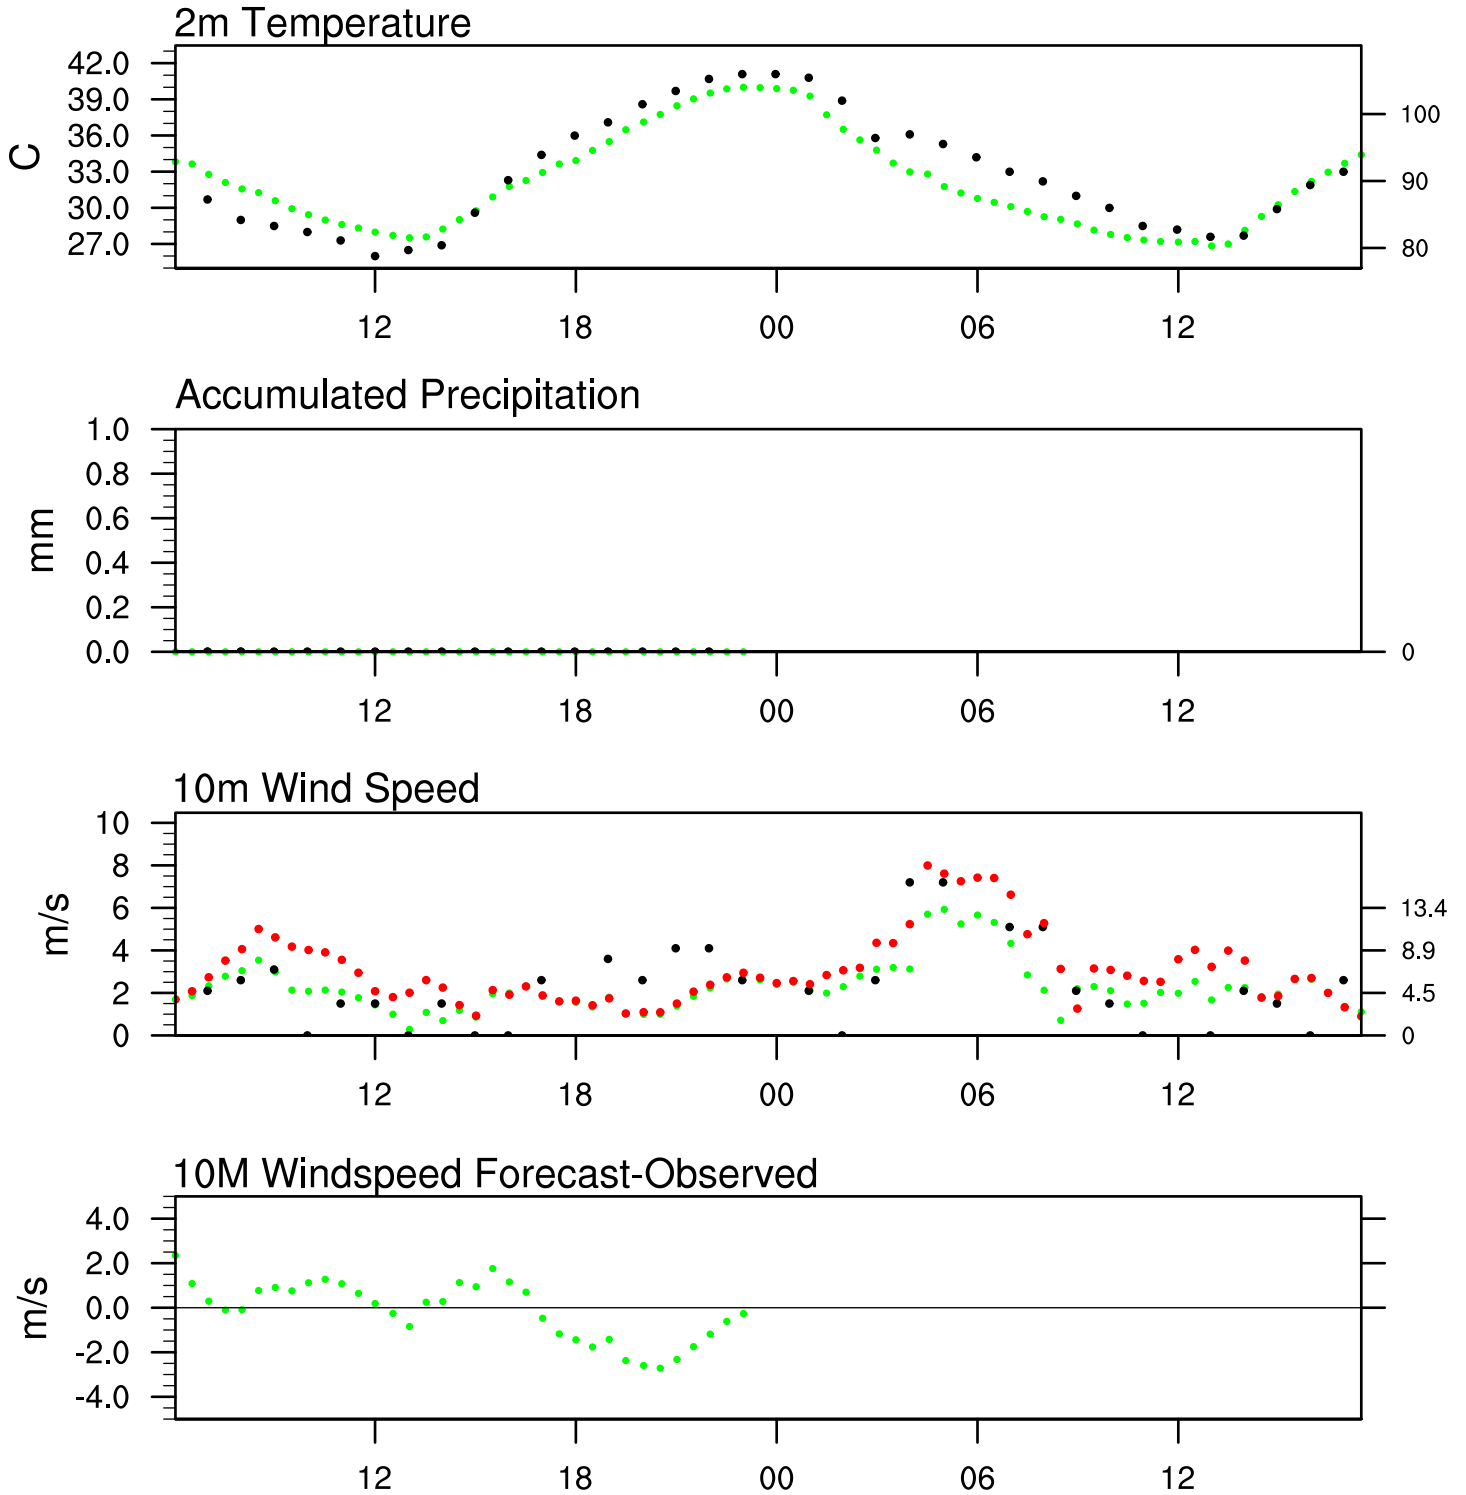 2m Temperature
42.0
39.0
36.0
33.0
30.0
27.0
C
100
90
80
12 18 00 06 12
Accumulated Precipitation
1.0
0.8
0.6
0.4
0.2
0.0
mm
0
12 18 00 06 12
10m Wind Speed
10
8
6
4
2
0
m/s
13.4
8.9
4.5
0
12 18 00 06 12
10M Windspeed Forecast-Observed
4.0
2.0
0.0
-2.0
-4.0
m/s
12 18 00 06 12